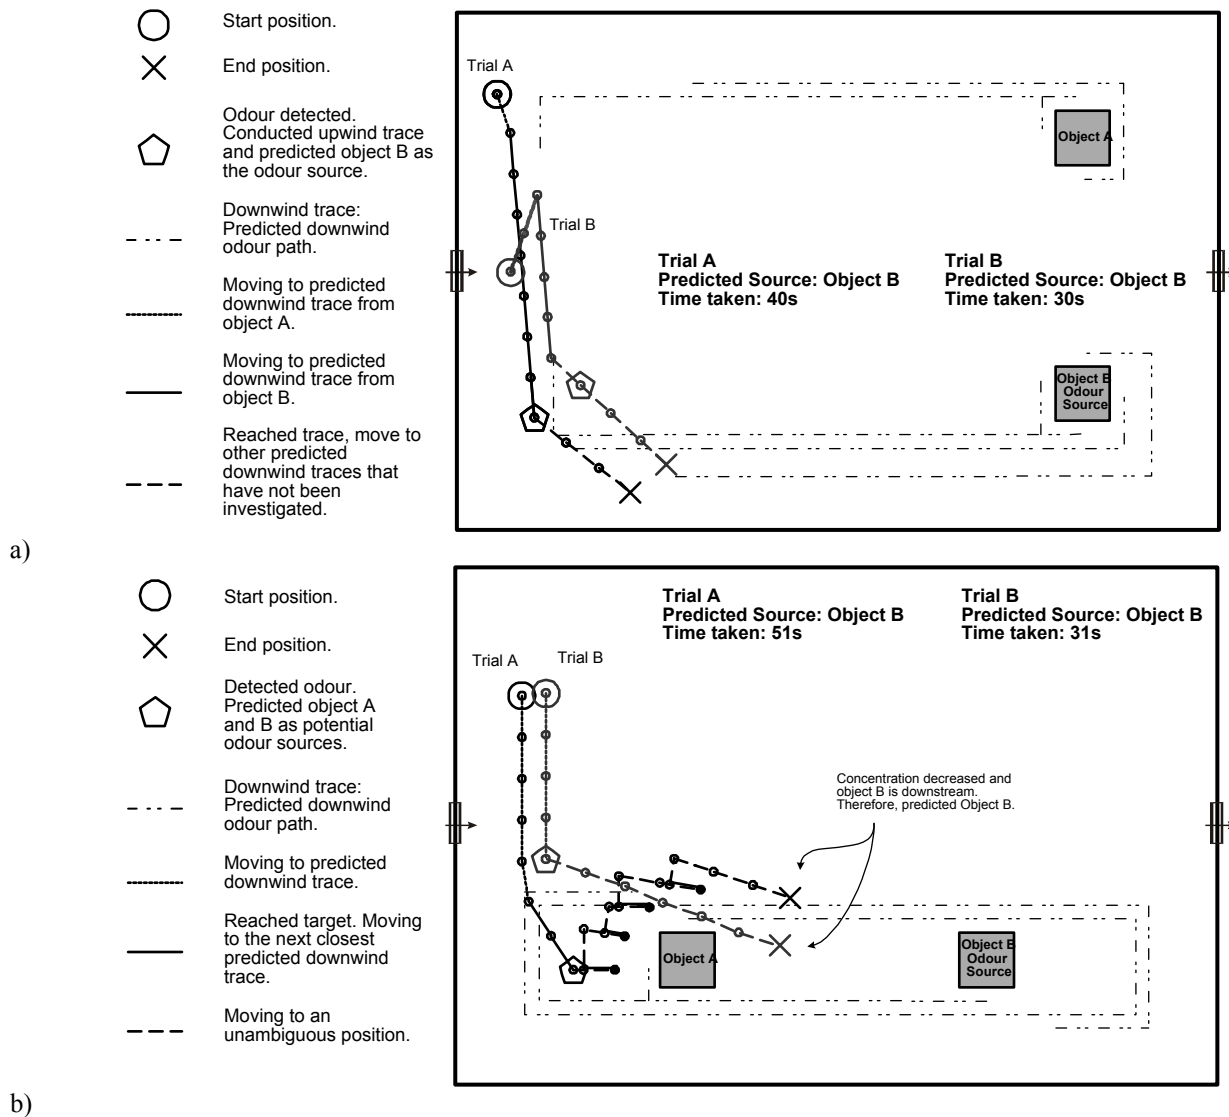 Start position.
End position.
Odour detected.
Conducted upwind trace
and predicted object B as
the odour source.
Downwind trace:
Predicted downwind
odour path.
Moving to predicted
downwind trace from
object A.
Moving to predicted
downwind trace from
object B.
Reached trace, move to
other predicted
downwind traces that
have not been
investigated.
Trial A
Trial B
Object A
Trial A
Predicted Source: Object B
Time taken: 40s
Trial B
Predicted Source: Object B
Time taken: 30s
Object B
Odour
Source
a)
Start position.
End position.
Detected odour.
Predicted object A
and B as potential
odour sources.
Downwind trace:
Predicted downwind
odour path.
Moving to predicted
downwind trace.
Reached target. Moving
to the next closest
predicted downwind
trace.
Moving to an
unambiguous position.
Trial A
Predicted Source: Object B
Time taken: 51s
Trial B
Predicted Source: Object B
Time taken: 31s
Trial A
Trial B
Concentration decreased and
object B is downstream.
Therefore, predicted Object B.
Object A
Object B
Odour
Source
b)